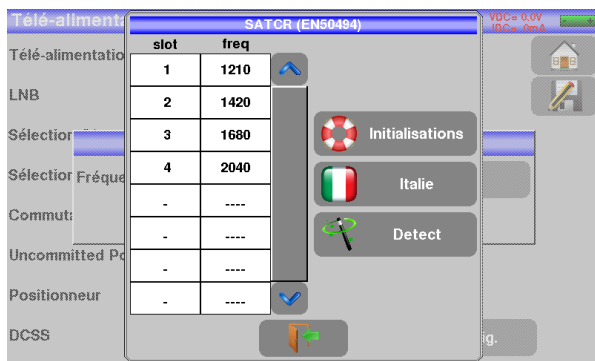 Télé-alimenta
SATCR (EN50494)
VDC= 0,0V
IDC= 0mA
slot freq
Télé-alimentatio
1 1210
LNB
2 1420
3 1680
Initialisations
Sélection
4 2040
Italie
Sélection
Fréque
- ----
Commuta
- ----
Detect
Uncommitted Po
- ----
Positionneur
- ----
DCSS
g.